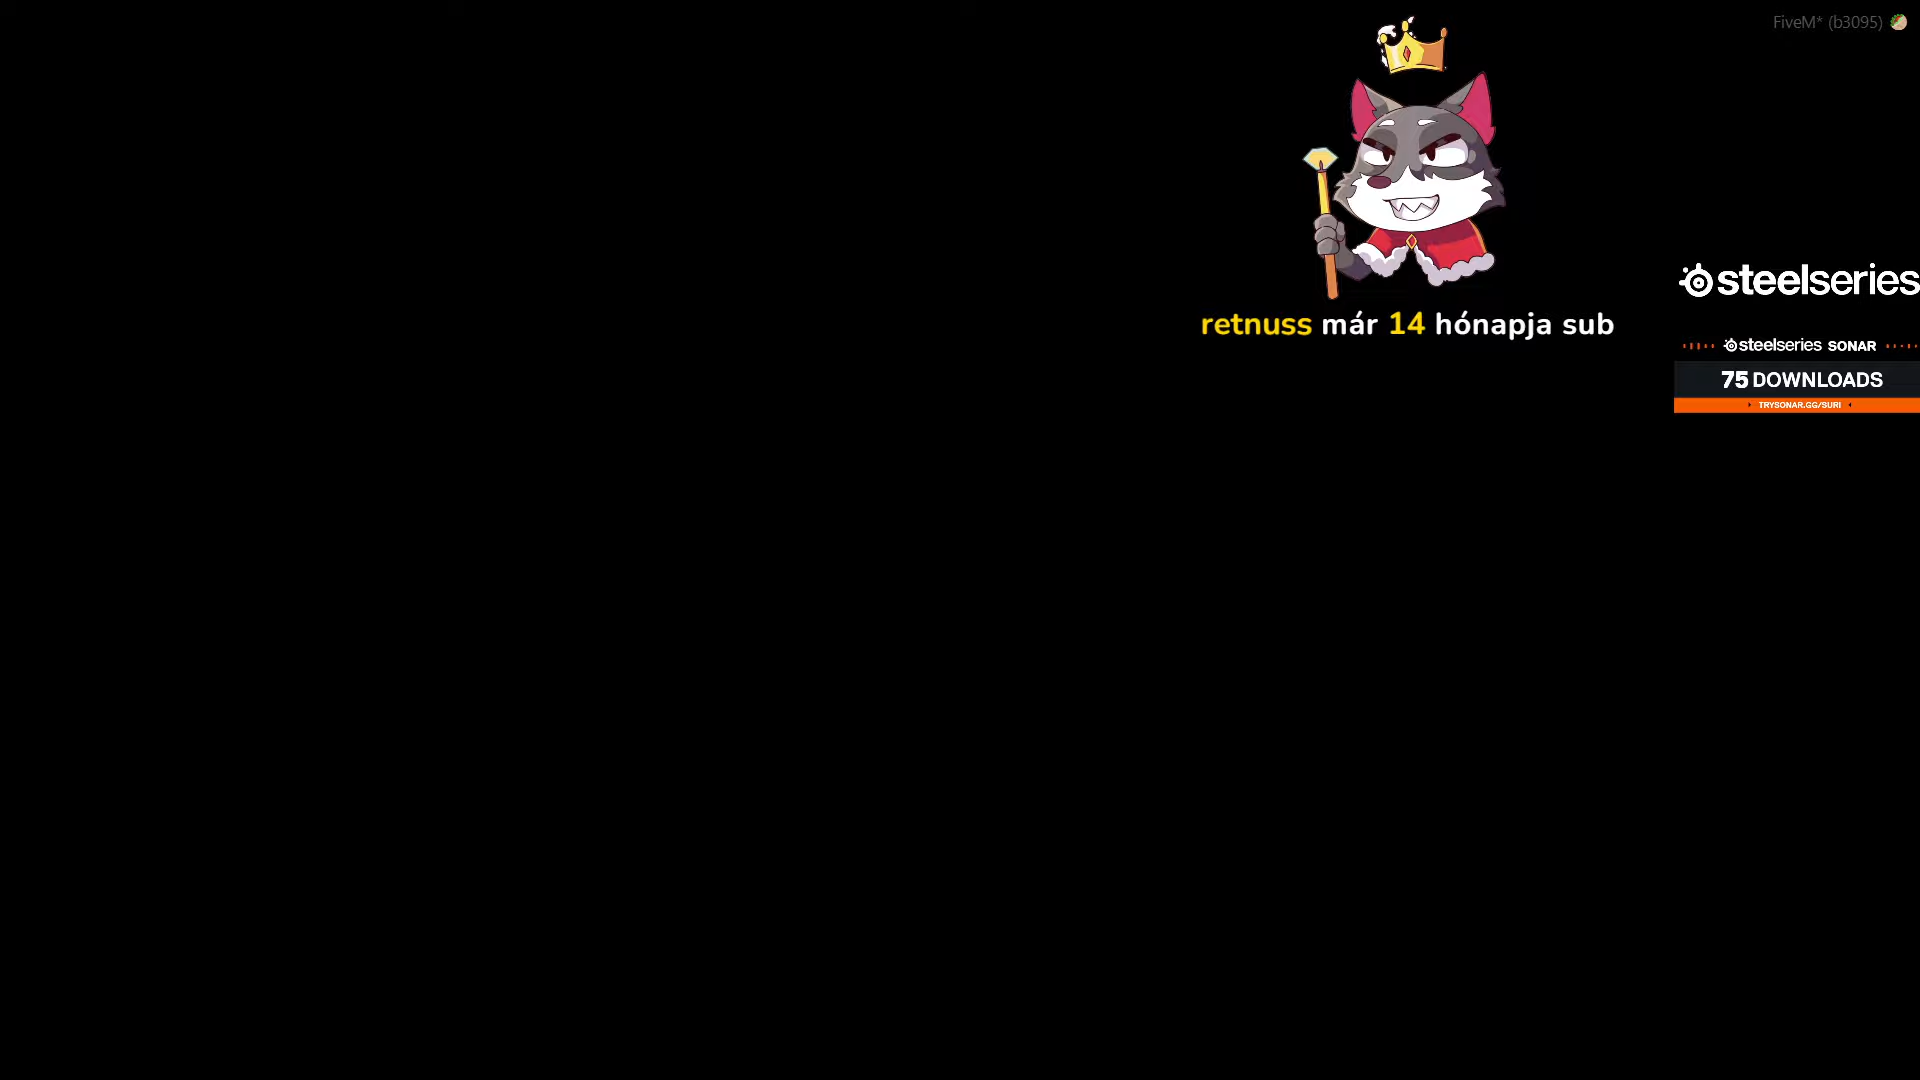 FiveM* (b3095)
steelseries
retnuss már 14 hónapja sub
steelseries SONAR
75 DOWNLOADS
TRYSONAR.GG/SURI